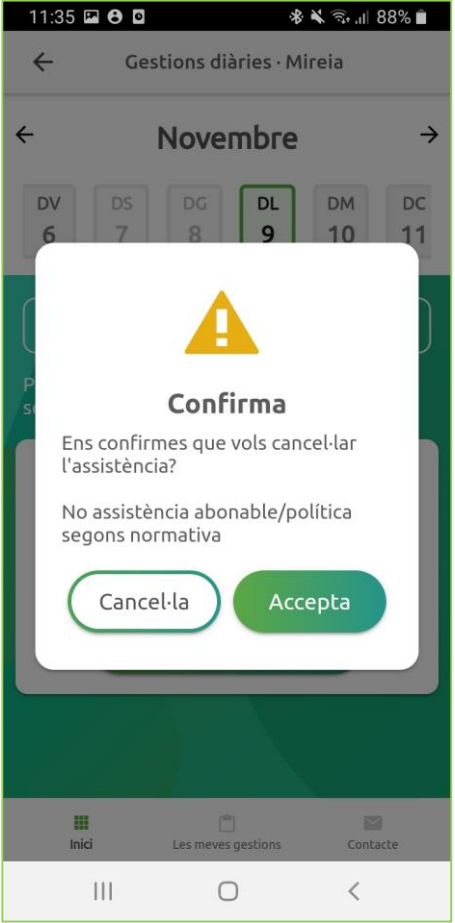 11:35 88%
Gestions diàries · Mireia
Novembre
DV DS DG DL DM DC
6 7 8 9 10 11
Confirma
Ens confirmes que vols cancel·lar
l'assistència?
No assistència abonable/política
segons normativa
Cancel·la Accepta
Inici Les meves gestions Contacte